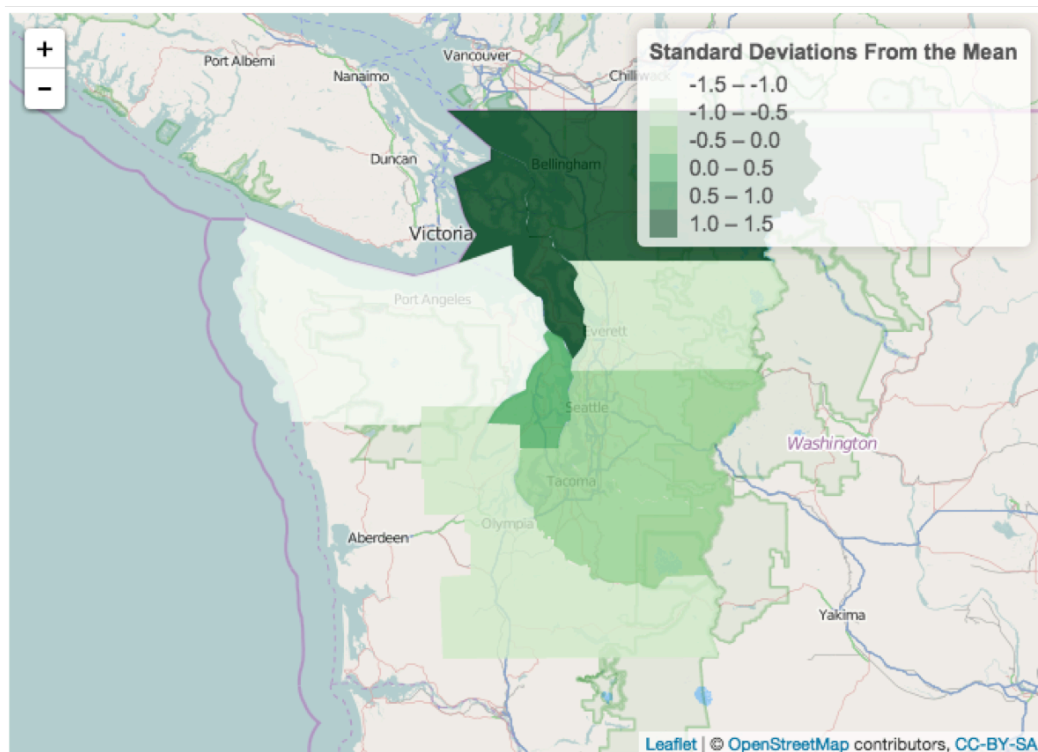 +
−
Port Alberni
Nanaimo
Vancouver
Chilliwack
Duncan
Victoria
Bellingham
Port Angeles
Everett
Seattle
Tacoma
Olympia
Aberdeen
Washington
Yakima
Standard Deviations From the Mean
-1.5 – -1.0
-1.0 – -0.5
-0.5 – 0.0
0.0 – 0.5
0.5 – 1.0
1.0 – 1.5
Leaflet | © OpenStreetMap contributors, CC-BY-SA